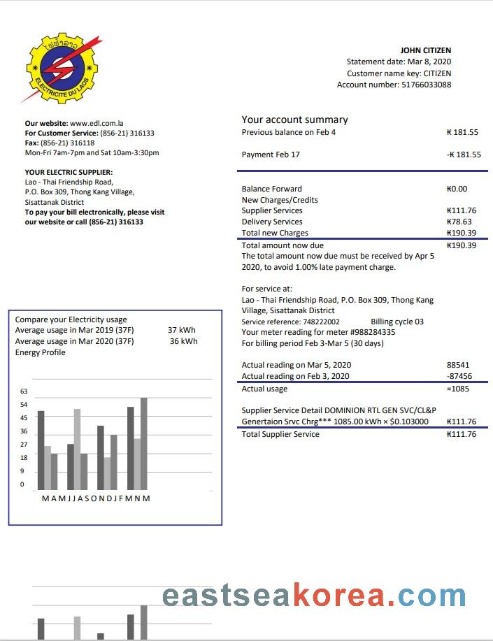 ໄຟຟ້າລາວ
ELECTRICITE DU LAOS
JOHN CITIZEN
Statement date: Mar 8, 2020
Customer name key: CITIZEN
Account number: 51766033088
Our website: www.edl.com.la
For Customer Service: (856-21) 316133
Fax: (856-21) 316118
Mon-Fri 7am-7pm and Sat 10am-3:30pm
YOUR ELECTRIC SUPPLIER:
Lao - Thai Friendship Road,
P.O. Box 309, Thong Kang Village,
Sisattanak District
To pay your bill electronically, please visit
our website or call (856-21) 316133
Your account summary
Previous balance on Feb 4 ₭ 181.55
Payment Feb 17 -₭ 181.55
Balance Forward ₭0.00
New Charges/Credits
Supplier Services ₭111.76
Delivery Services ₭78.63
Total new Charges ₭190.39
Total amount now due ₭190.39
The total amount now due must be received by Apr 5
2020, to avoid 1.00% late payment charge.
For service at:
Lao - Thai Friendship Road, P.O. Box 309, Thong Kang
Village, Sisattanak District
Service reference: 748222002 Billing cycle 03
Your meter reading for meter #988284335
For billing period Feb 3-Mar 5 (30 days)
Actual reading on Mar 5, 2020 88541
Actual reading on Feb 3, 2020 -87456
Actual usage =1085
Supplier Service Detail DOMINION RTL GEN SVC/CL&P
Genertaion Srvc Chrg*** 1085.00 kWh × $0.103000 ₭111.76
Total Supplier Service ₭111.76
Compare your Electricity usage
Average usage in Mar 2019 (37F) 37 kWh
Average usage in Mar 2020 (37F) 36 kWh
Energy Profile
63
54
45
36
27
18
9
0
M A M J J A S O N D J F M N M
eastseakorea.com